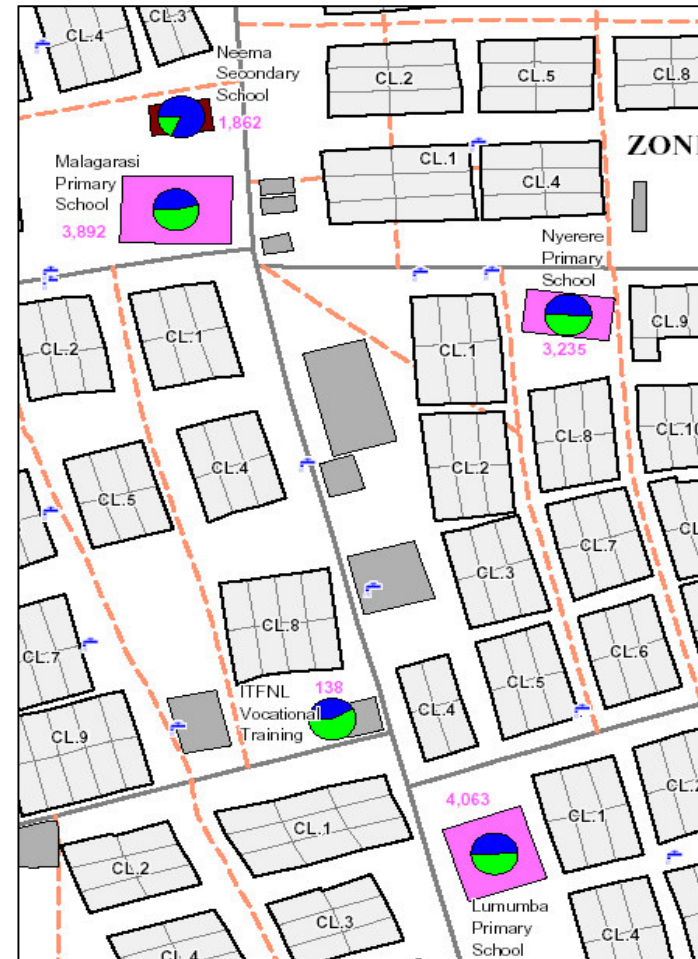 CL.4
CL.3
Neema
Secondary
School
1,862
CL.2
CL.5
CL.8
ZON
Malagarasi
Primary
School
3,892
CL.1
CL.4
Nyerere
Primary
School
3,235
CL.2
CL.1
CL.1
CL.9
CL.5
CL.4
CL.2
CL.8
CL.10
CL.3
CL.7
CL
CL.8
CL.6
CL.7
CL.5
CL.4
ITFNL
Vocational
Training
138
CL.9
4,063
CL.1
CL.1
CL.2
CL.2
CL.3
CL.4
CL.4
Lumumba
Primary
School